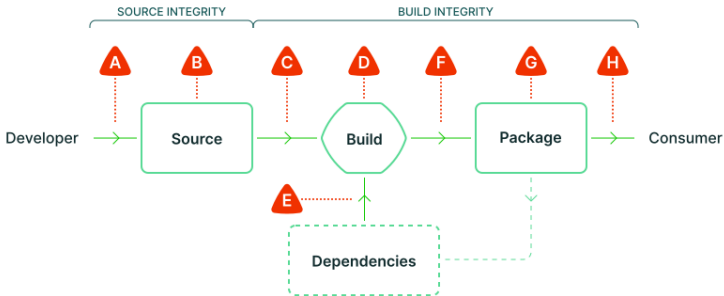 SOURCE INTEGRITY BUILD INTEGRITY
A B C D F G H
Developer Source Build Package Consumer
E
Dependencies